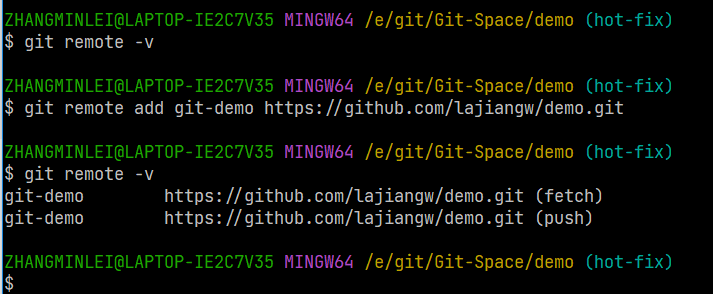 ZHANGMINLEI@LAPTOP-IE2C7V35 MINGW64 /e/git/Git-Space/demo (hot-fix)
$ git remote -v
ZHANGMINLEI@LAPTOP-IE2C7V35 MINGW64 /e/git/Git-Space/demo (hot-fix)
$ git remote add git-demo https://github.com/lajiangw/demo.git
ZHANGMINLEI@LAPTOP-IE2C7V35 MINGW64 /e/git/Git-Space/demo (hot-fix)
$ git remote -v
git-demo        https://github.com/lajiangw/demo.git (fetch)
git-demo        https://github.com/lajiangw/demo.git (push)
ZHANGMINLEI@LAPTOP-IE2C7V35 MINGW64 /e/git/Git-Space/demo (hot-fix)
$